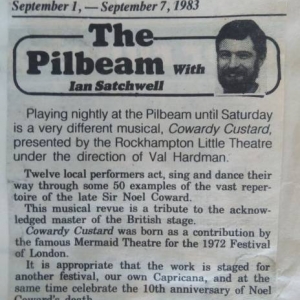 September 1, — September 7, 1983
The
Pilbeam With
Ian Satchwell
Playing nightly at the Pilbeam until Saturday
is a very different musical, Cowardy Custard,
presented by the Rockhampton Little Theatre
under the direction of Val Hardman.
Twelve local performers act, sing and dance their
way through some 50 examples of the vast reper-
toire of the late Sir Noel Coward.
This musical revue is a tribute to the acknow-
ledged master of the British stage.
Cowardy Custard was born as a contribution by
the famous Mermaid Theatre for the 1972 Festival
of London.
It is appropriate that the work is staged for
another festival, our own Capricana, and at the
same time celebrate the 10th anniversary of Noel
Coward's death.